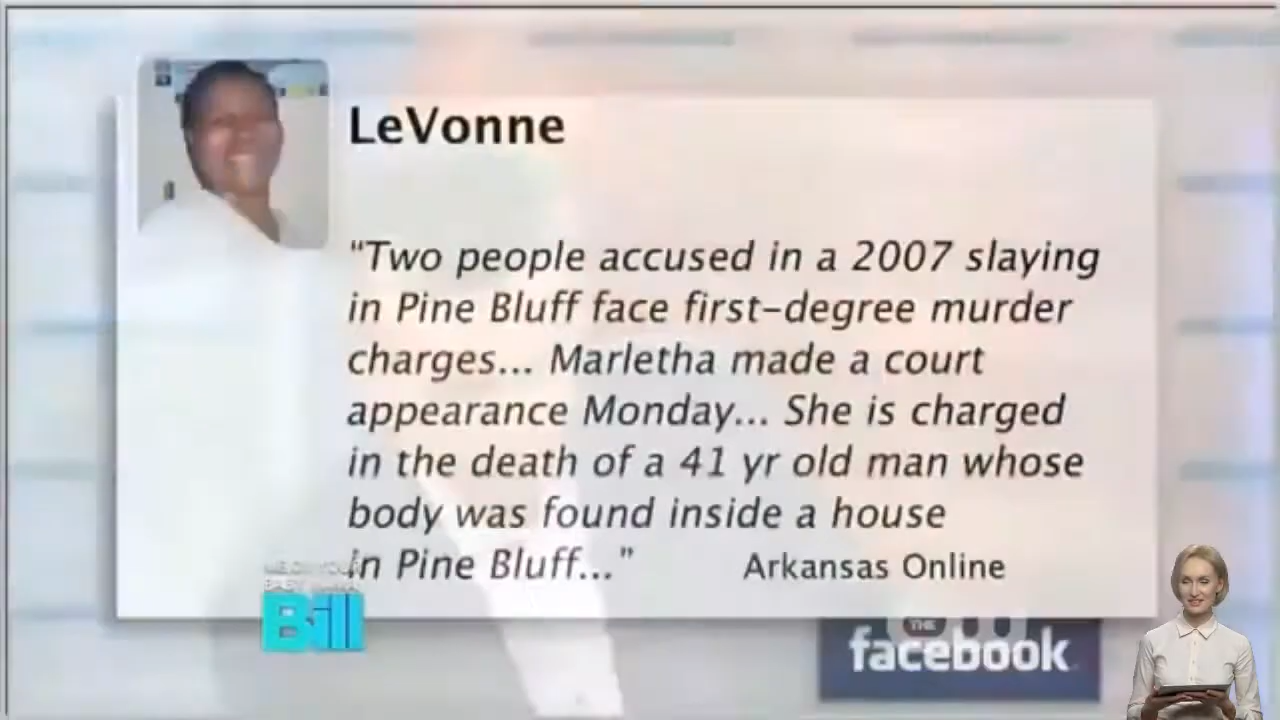 LeVonne
"Two people accused in a 2007 slaying
in Pine Bluff face first-degree murder
charges... Marletha made a court
appearance Monday... She is charged
in the death of a 41 yr old man whose
body was found inside a house
in Pine Bluff..." Arkansas Online
Bill
THE
facebook